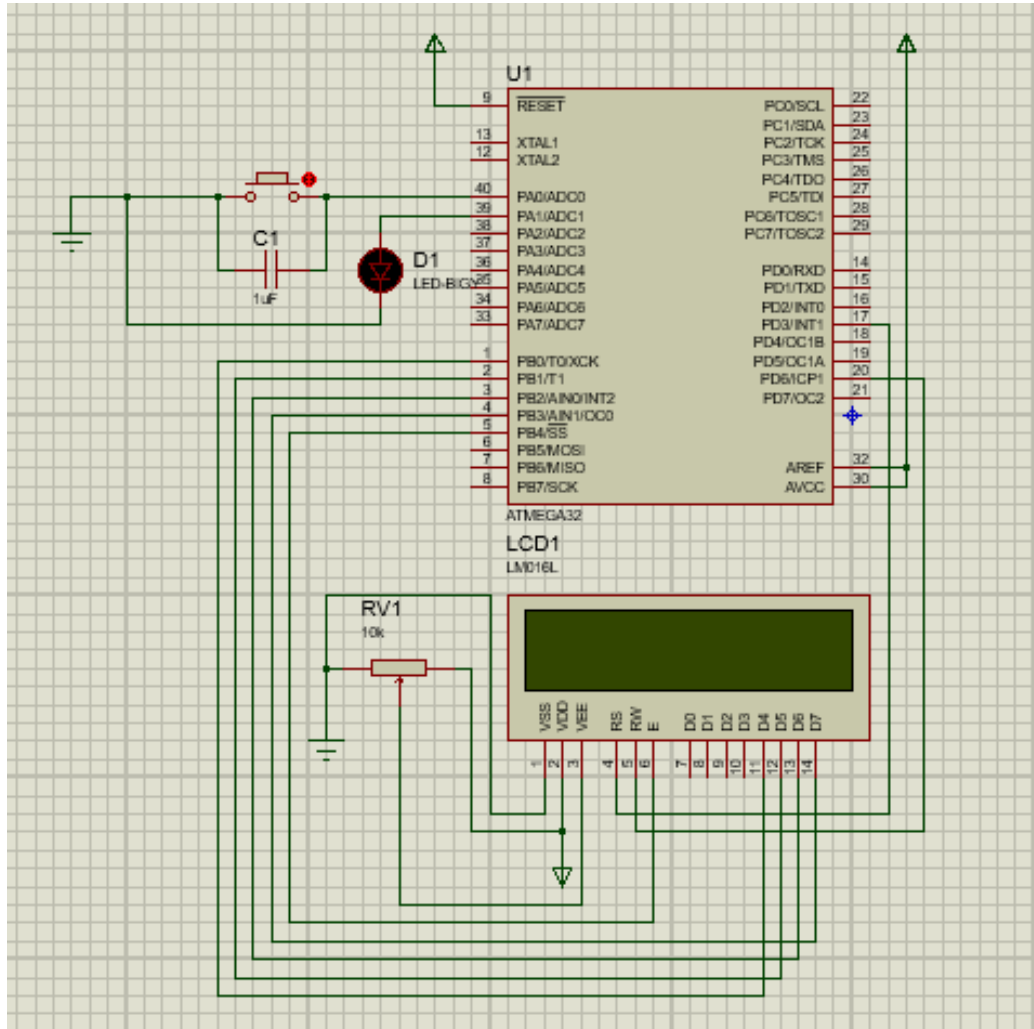 U1
9 RESET PC0/SCL 22
PC1/SDA 23
13 XTAL1 PC2/TCK 24
12 XTAL2 PC3/TMS 25
PC4/TDO 26
40 PA0/ADC0 PC5/TDI 27
39 PA1/ADC1 PC6/TOSC1 28
38 PA2/ADC2 PC7/TOSC2 29
37 PA3/ADC3
36 PA4/ADC4 PD0/RXD 14
35 PA5/ADC5 PD1/TXD 15
34 PA6/ADC6 PD2/INT0 16
33 PA7/ADC7 PD3/INT1 17
PD4/OC1B 18
1 PB0/T0/XCK PD5/OC1A 19
2 PB1/T1 PD6/ICP1 20
3 PB2/AIN0/INT2 PD7/OC2 21
4 PB3/AIN1/OC0
5 PB4/SS
6 PB5/MOSI
7 PB6/MISO AREF 32
8 PB7/SCK AVCC 30
ATMEGA32
C1
1uF
D1
LED-BIGY
LCD1
LM016L
RV1
10k
VSS VDD VEE RS RW E D0 D1 D2 D3 D4 D5 D6 D7
1 2 3 4 5 6 7 8 9 10 11 12 13 14